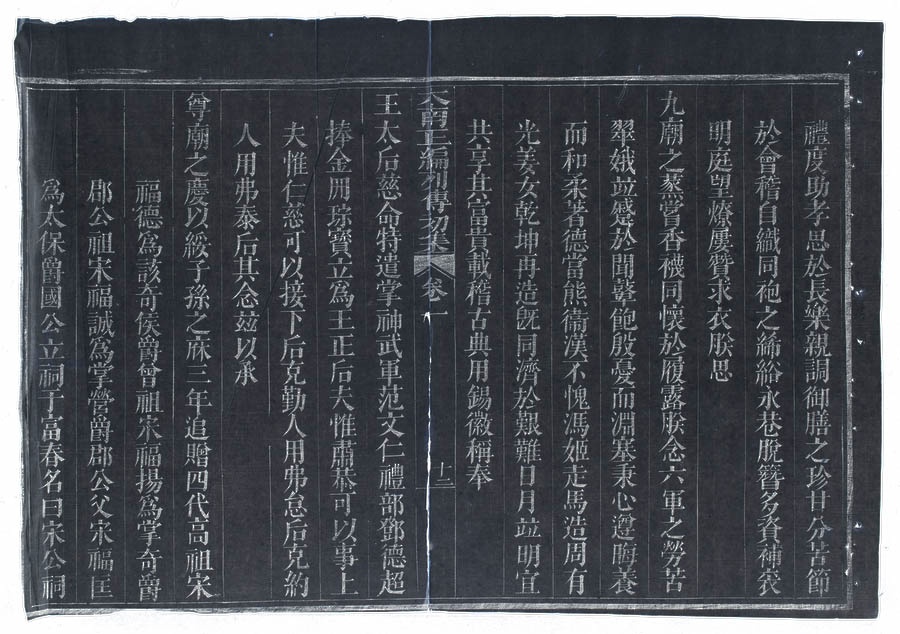 禮度助孝思於長樂親調御膳之珍甘分苦節
於會稽自織同袍之絺綌永巷脫簪多資補袞
明庭望燎屢贊求衣朕思
九廟之烝嘗香襪同懷於履露朕念六軍之勞苦
翠娥竝蹙於聞鼙飽殷憂而淵塞秉心遵晦養
而和柔著德當熊衞漢不愧馮姬走馬造周有
光姜女乾坤再造旣同濟於艱難日月竝明宜
共享其富貴載稽古典用錫徽稱奉
大南正編列傳初集 卷一 十二
王太后慈命特遣掌神武軍范文仁禮部鄧德超
捧金冊珠寶立爲王正后夫惟肅恭可以事上
夫惟仁慈可以接下后克勤人用弗怠后克約
人用弗泰后其念兹以承
尊廟之慶以綏子孫之庥三年追贈四代高祖宋
福德爲該奇侯爵曾祖宋福揚爲掌奇爵
郡公祖宋福誠爲掌營爵郡公父宋福匡
爲太保爵國公立祠于富春名曰宋公祠